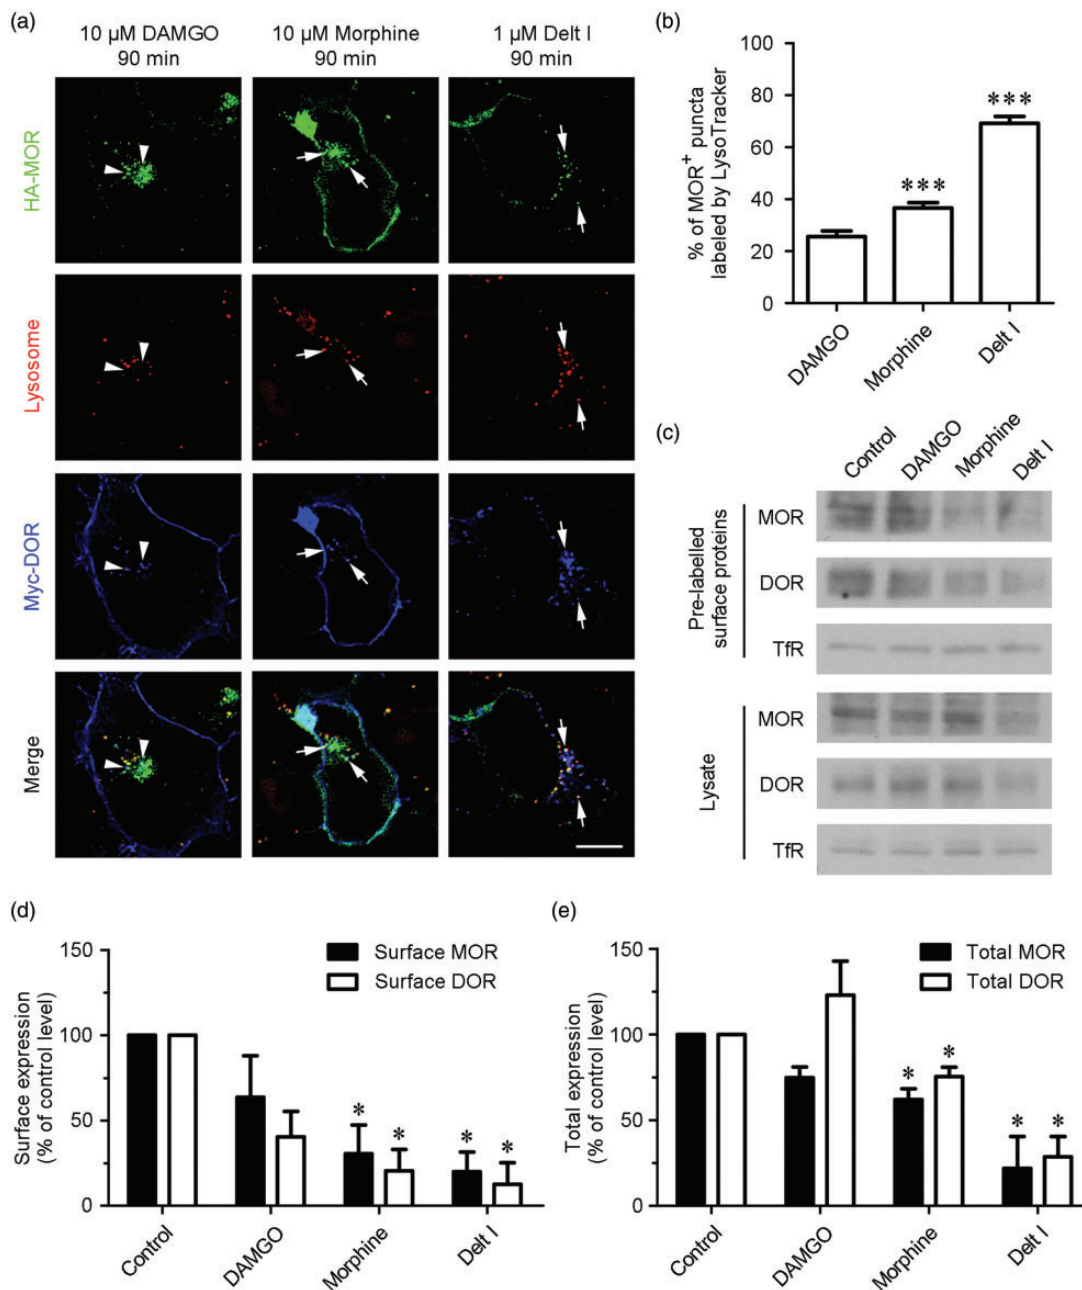 (a)
10 µM DAMGO
90 min
10 µM Morphine
90 min
1 µM Delt I
90 min
HA-MOR
Lysosome
Myc-DOR
Merge
(b)
% of MOR+ puncta
labeled by LysoTracker
100
80
60
40
20
0
***
***
DAMGO
Morphine
Delt I
(c)
Control
DAMGO
Morphine
Delt I
Pre-labelled
surface proteins
MOR
DOR
TfR
Lysate
MOR
DOR
TfR
(d)
Surface expression
(% of control level)
150
100
50
0
Surface MOR
Surface DOR
*
*
*
*
Control
DAMGO
Morphine
Delt I
(e)
Total expression
(% of control level)
150
100
50
0
Total MOR
Total DOR
*
*
*
*
Control
DAMGO
Morphine
Delt I